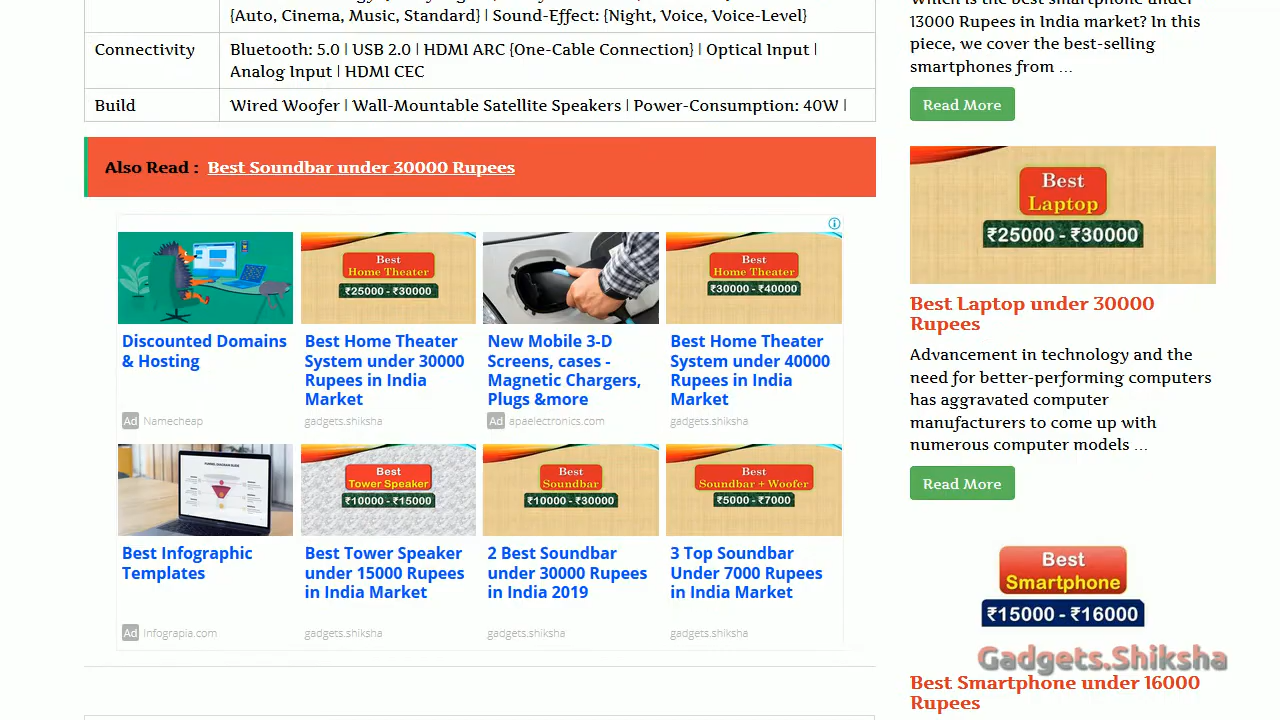 {Auto, Cinema, Music, Standard} | Sound-Effect: {Night, Voice, Voice-Level}
Connectivity
Bluetooth: 5.0 | USB 2.0 | HDMI ARC {One-Cable Connection} | Optical Input |
Analog Input | HDMI CEC
Build
Wired Woofer | Wall-Mountable Satellite Speakers | Power-Consumption: 40W |
Also Read : Best Soundbar under 30000 Rupees
Best
Home Theater
₹25000 - ₹30000
Best
Home Theater
₹30000 - ₹40000
Discounted Domains
& Hosting
Ad Namecheap
Best Home Theater
System under 30000
Rupees in India
Market
gadgets.shiksha
New Mobile 3-D
Screens, cases -
Magnetic Chargers,
Plugs &more
Ad apaelectronics.com
Best Home Theater
System under 40000
Rupees in India
Market
gadgets.shiksha
Best
Tower Speaker
₹10000 - ₹15000
Best
Soundbar
₹10000 - ₹30000
Best
Soundbar + Woofer
₹5000 - ₹7000
Best Infographic
Templates
Ad Infograpia.com
Best Tower Speaker
under 15000 Rupees
in India Market
gadgets.shiksha
2 Best Soundbar
under 30000 Rupees
in India 2019
gadgets.shiksha
3 Top Soundbar
Under 7000 Rupees
in India Market
gadgets.shiksha
13000 Rupees in India market? In this
piece, we cover the best-selling
smartphones from ...
Read More
Best
Laptop
₹25000 - ₹30000
Best Laptop under 30000
Rupees
Advancement in technology and the
need for better-performing computers
has aggravated computer
manufacturers to come up with
numerous computer models ...
Read More
Best
Smartphone
₹15000 - ₹16000
Gadgets.Shiksha
Best Smartphone under 16000
Rupees